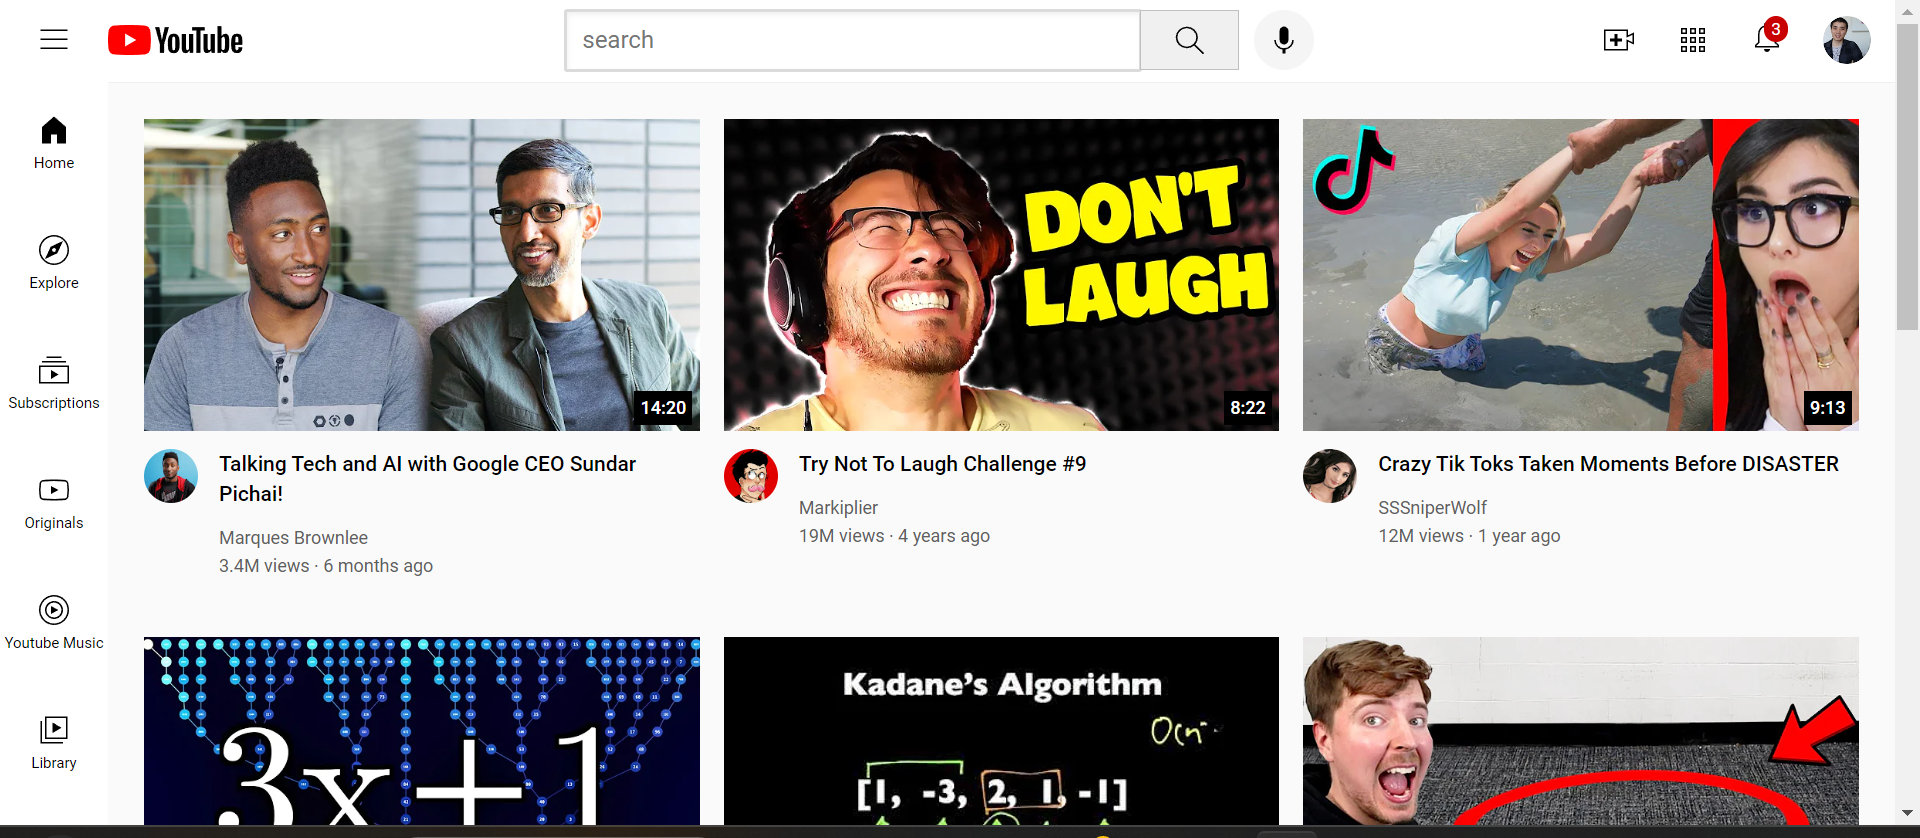 YouTube
search
3
Home
Explore
Subscriptions
Originals
Youtube Music
Library
14:20
DON'T
LAUGH
8:22
9:13
Talking Tech and AI with Google CEO Sundar
Pichai!
Marques Brownlee
3.4M views · 6 months ago
Try Not To Laugh Challenge #9
Markiplier
19M views · 4 years ago
Crazy Tik Toks Taken Moments Before DISASTER
SSSniperWolf
12M views · 1 year ago
3x+1
Kadane's Algorithm
[1, -3, 2, 1, -1]